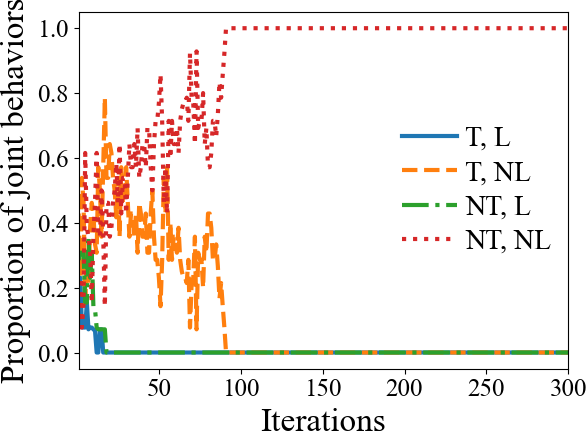 Proportion of joint behaviors
1.0
0.8
0.6
0.4
0.2
0.0
T, L
T, NL
NT, L
NT, NL
50 100 150 200 250 300
Iterations